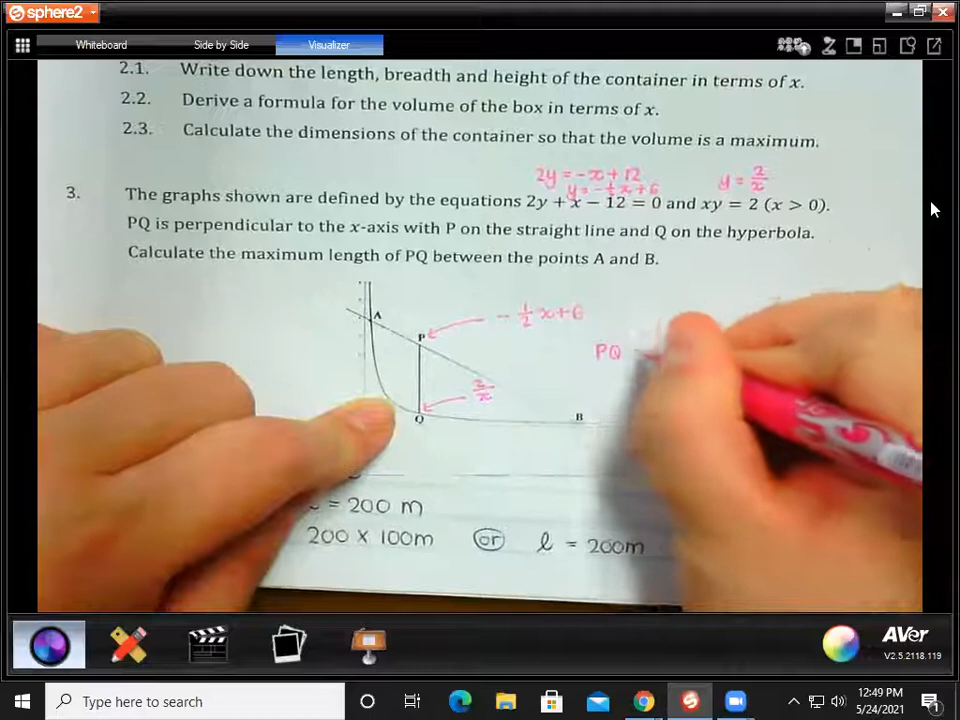 sphere2
Whiteboard Side by Side Visualizer
2.1. Write down the length, breadth and height of the container in terms of x.
2.2. Derive a formula for the volume of the box in terms of x.
2.3. Calculate the dimensions of the container so that the volume is a maximum.
2y = -x + 12
y = -½x + 6
y = 2/x
3. The graphs shown are defined by the equations 2y + x − 12 = 0 and xy = 2 (x > 0).
PQ is perpendicular to the x-axis with P on the straight line and Q on the hyperbola.
Calculate the maximum length of PQ between the points A and B.
A
P
- ½x+6
PQ
2/x
Q
B
= 200 m
200 x 100m or l = 200m
AVer
V2.5.2118.119
Type here to search
12:49 PM
5/24/2021
1